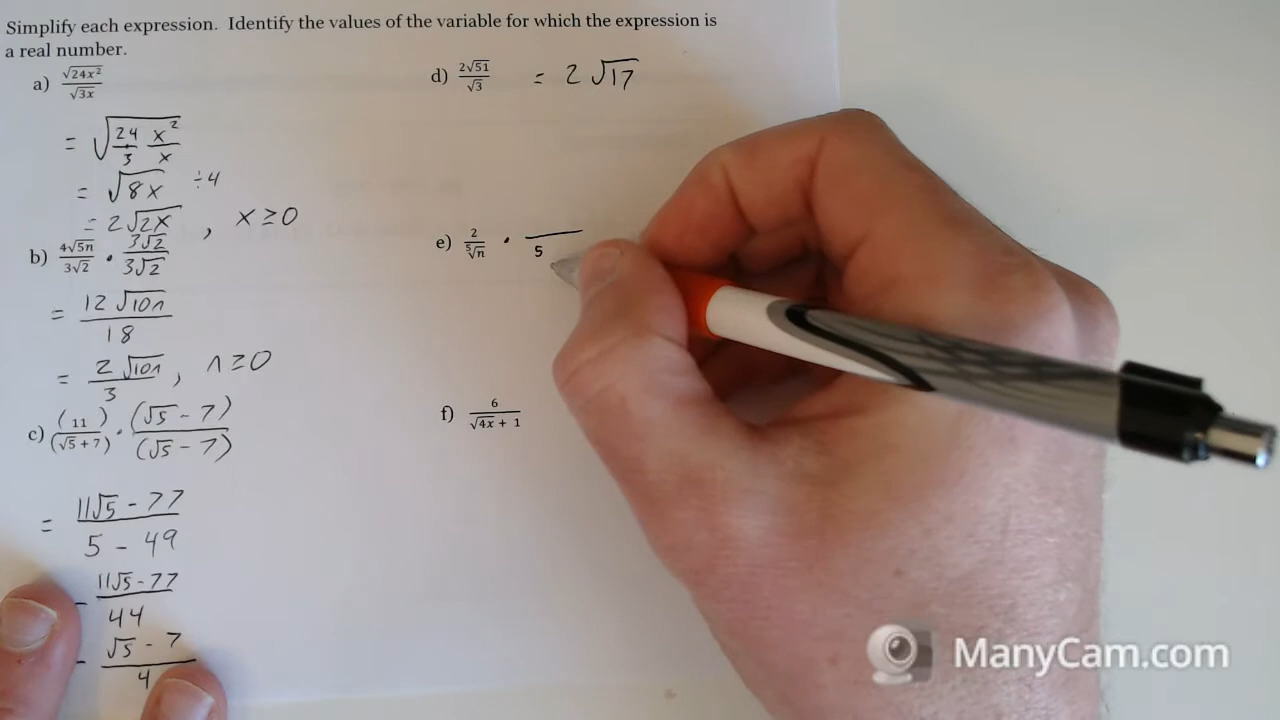 Simplify each expression. Identify the values of the variable for which the expression is
a real number.
a) √24x² / √3x
= √(24/3 x²/x)
= √8x ÷4
= 2√2x , x ≥ 0
b) 4√5n / 3√2 · 3√2 / 3√2
= 12√10n / 18
= 2√10n / 3 , n ≥ 0
c) (11) / (√5 + 7) · (√5 - 7) / (√5 - 7)
= 11√5 - 77 / 5 - 49
- 11√5 - 77 / 44
- √5 - 7 / 4
d) 2√51 / √3 = 2√17
e) 2 / ⁵√n · 5
f) 6 / √4x + 1
ManyCam.com